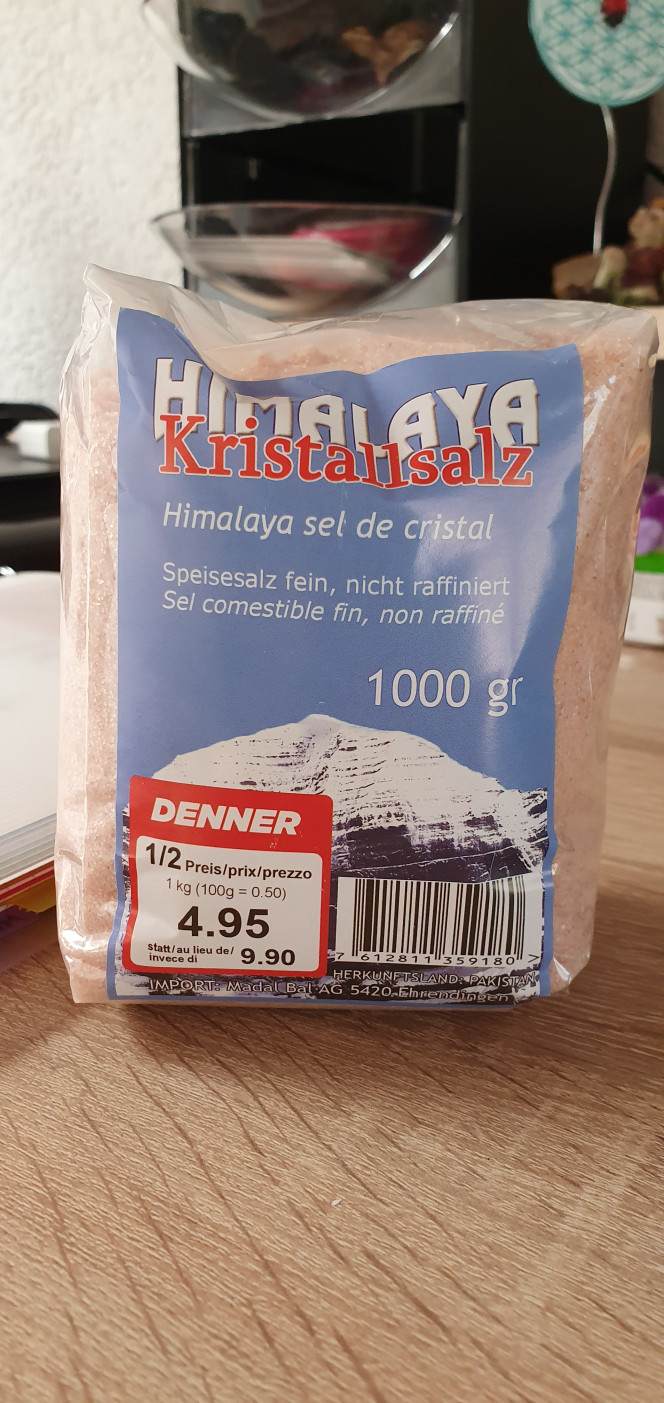 HIMALAYA
Kristallsalz
Himalaya sel de cristal
Speisesalz fein, nicht raffiniert
Sel comestible fin, non raffiné
1000 gr
DENNER
1/2 Preis/prix/prezzo
1 kg (100g = 0.50)
4.95
statt/au lieu de/
invece di 9.90
7 612811 359180 >
HERKUNFTSLAND: PAKISTAN
IMPORT: Madal Bal AG 5420 Ehrendingen